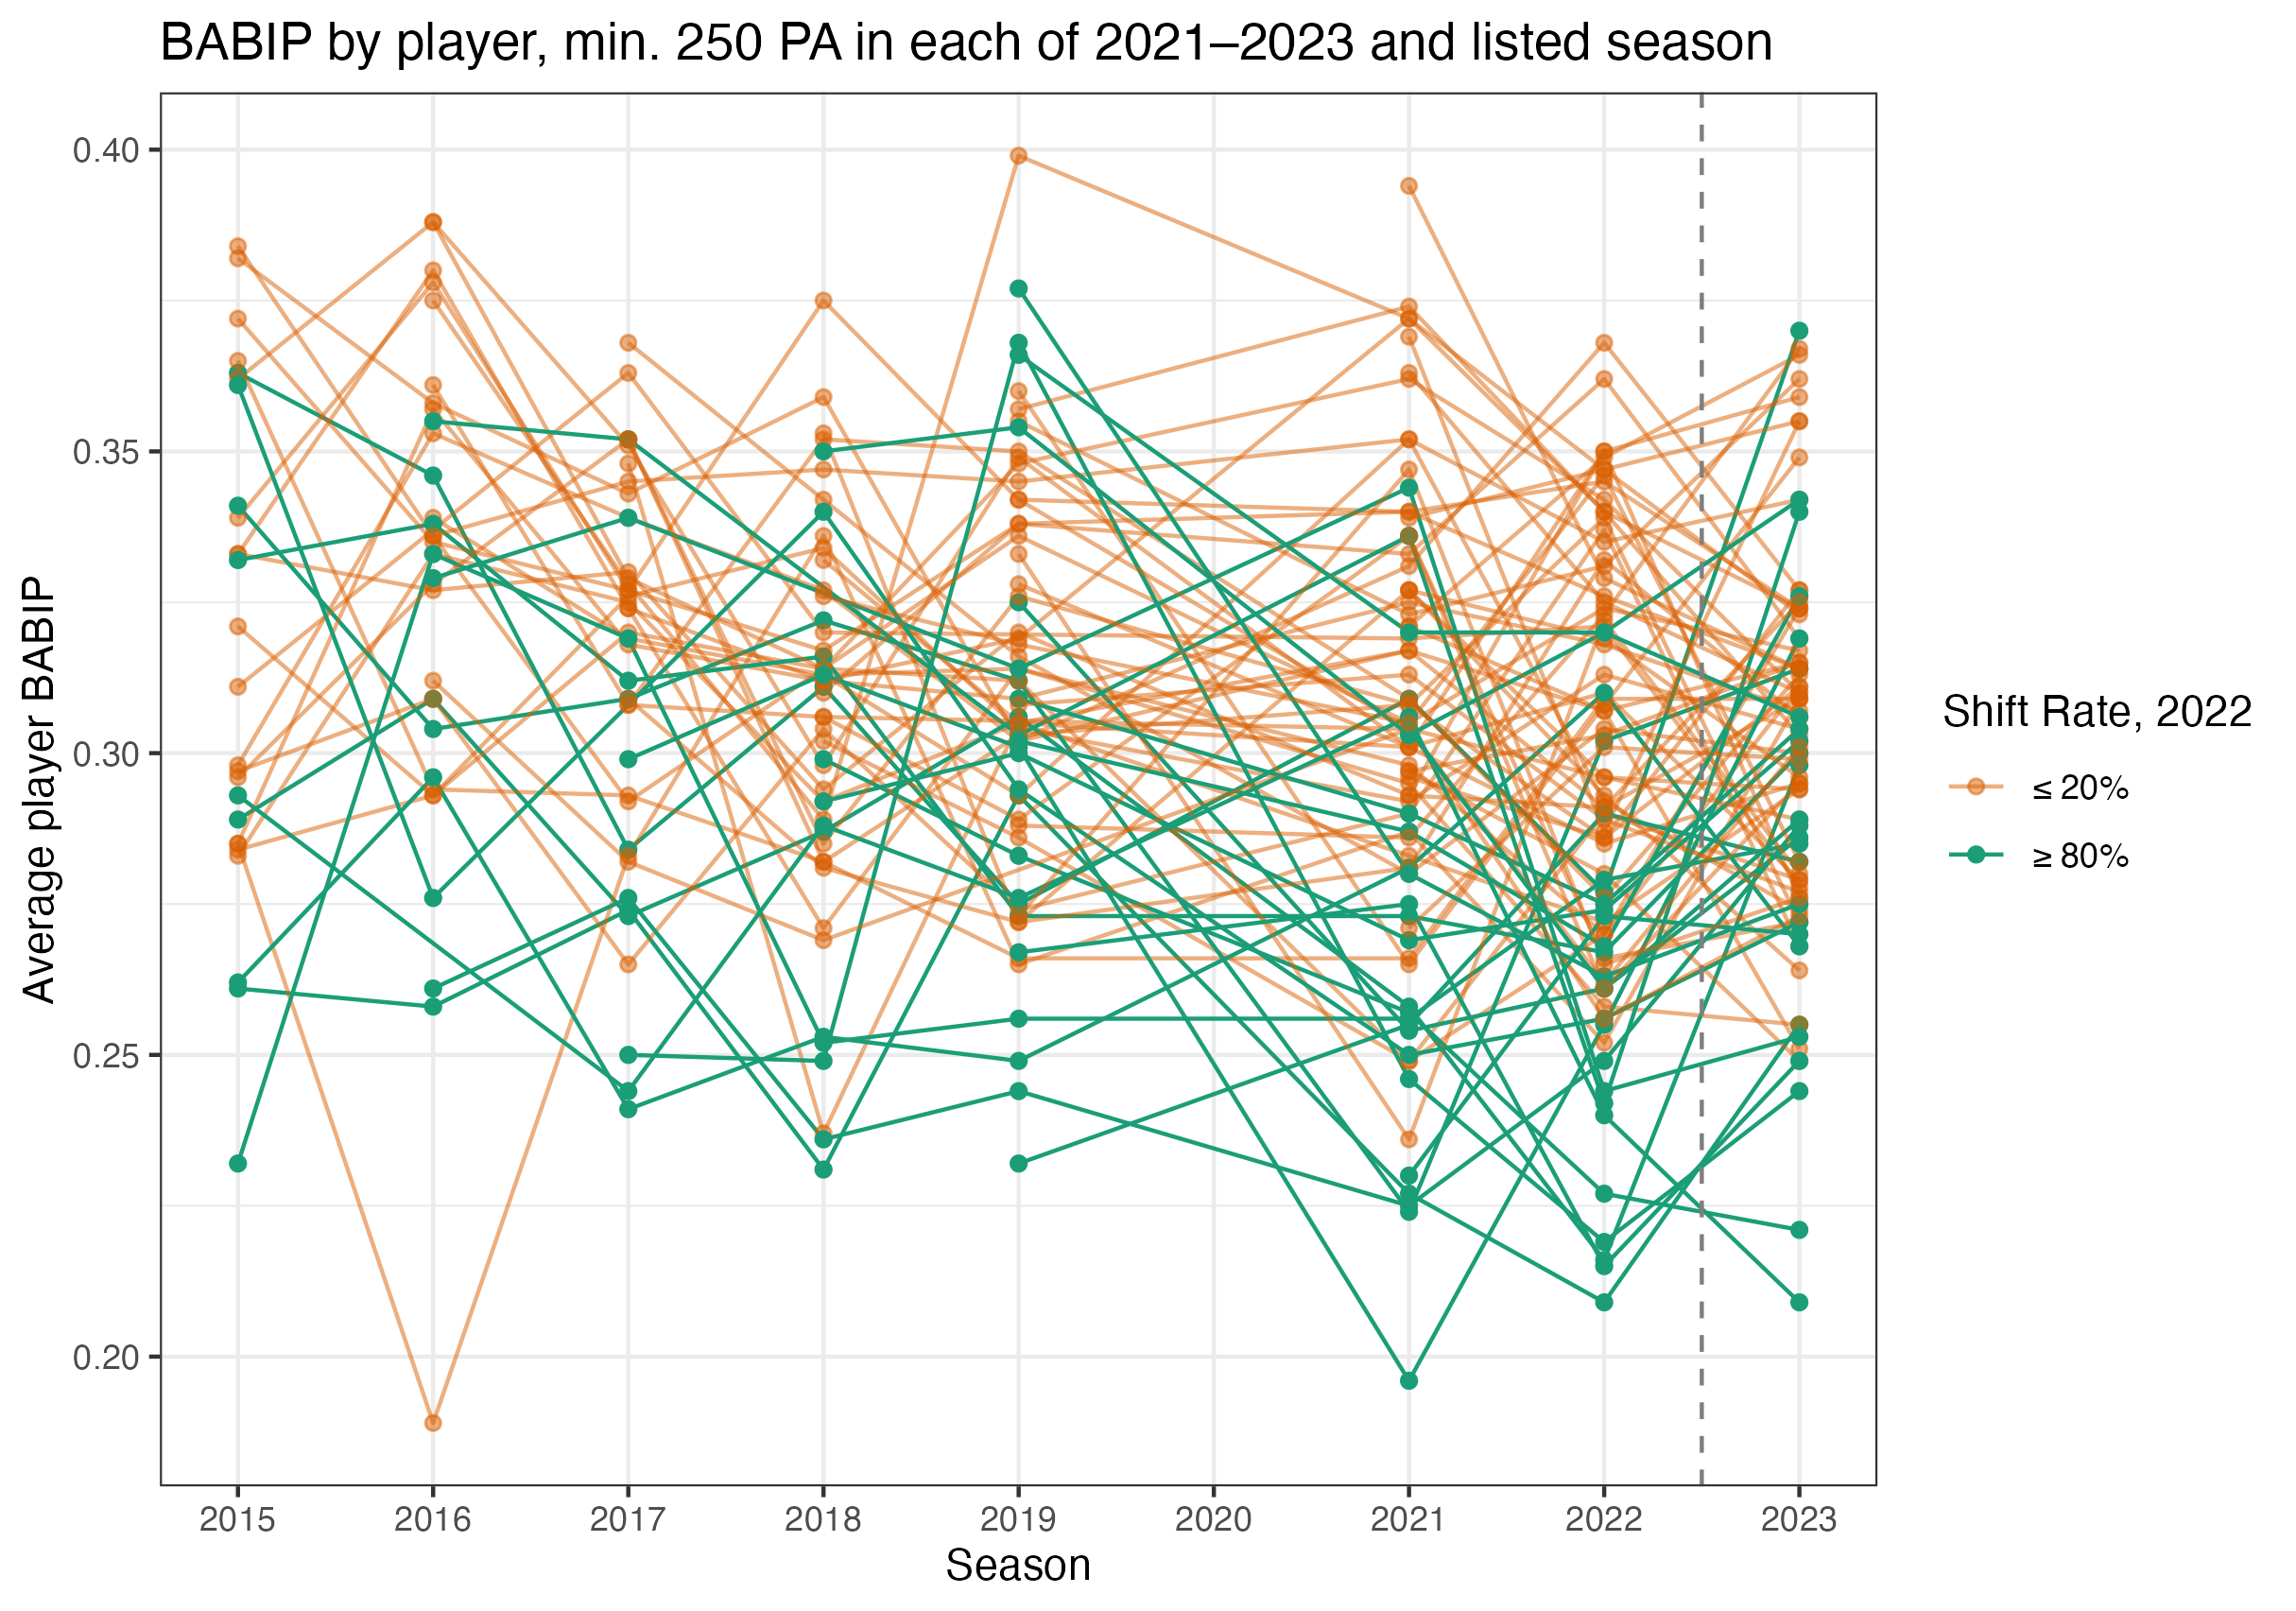 BABIP by player, min. 250 PA in each of 2021–2023 and listed season
Average player BABIP
0.40
0.35
0.30
0.25
0.20
2015 2016 2017 2018 2019 2020 2021 2022 2023
Season
Shift Rate, 2022
≤ 20%
≥ 80%